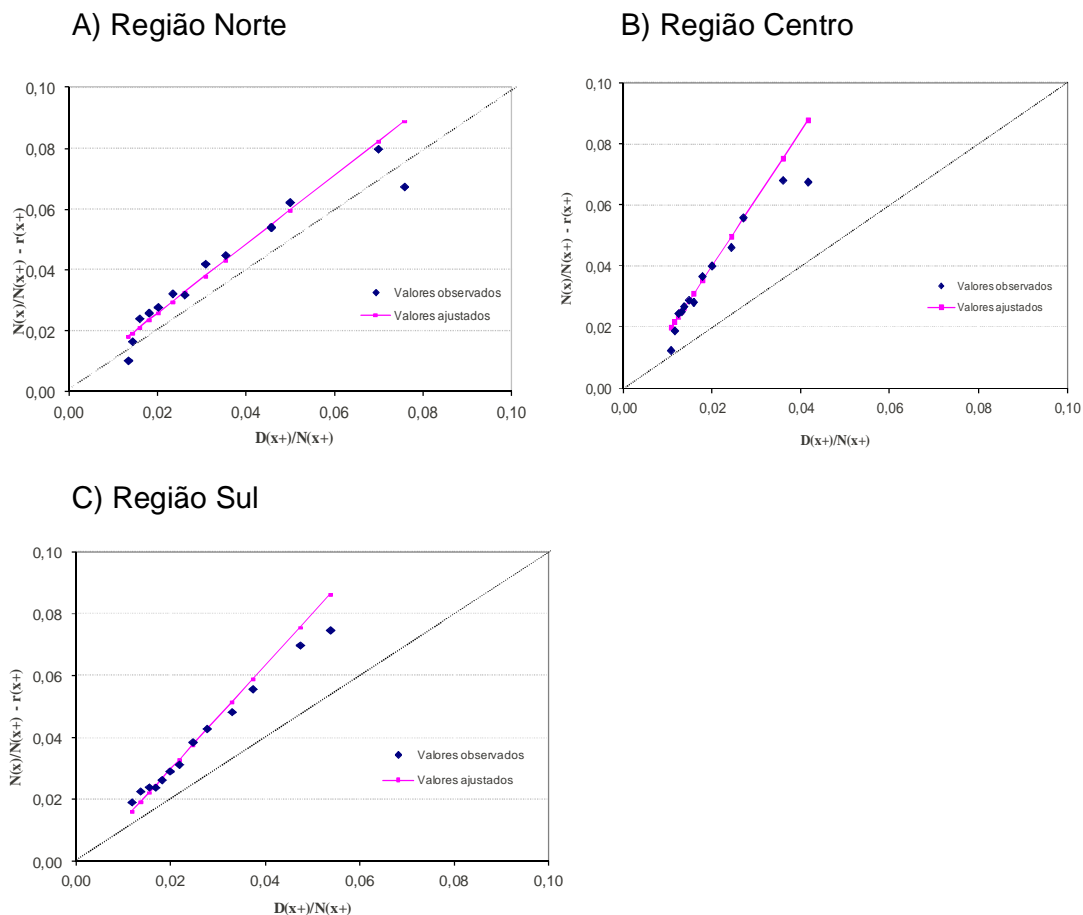 A) Região Norte
N(x)/N(x+) - r(x+)
0,10
0,08
0,06
0,04
0,02
0,00
Valores observados
Valores ajustados
0,00 0,02 0,04 0,06 0,08 0,10
D(x+)/N(x+)
B) Região Centro
N(x)/N(x+) - r(x+)
0,10
0,08
0,06
0,04
0,02
0,00
Valores observados
Valores ajustados
0,00 0,02 0,04 0,06 0,08 0,10
D(x+)/N(x+)
C) Região Sul
N(x)/N(x+) - r(x+)
0,10
0,08
0,06
0,04
0,02
0,00
Valores observados
Valores ajustados
0,00 0,02 0,04 0,06 0,08 0,10
D(x+)/N(x+)